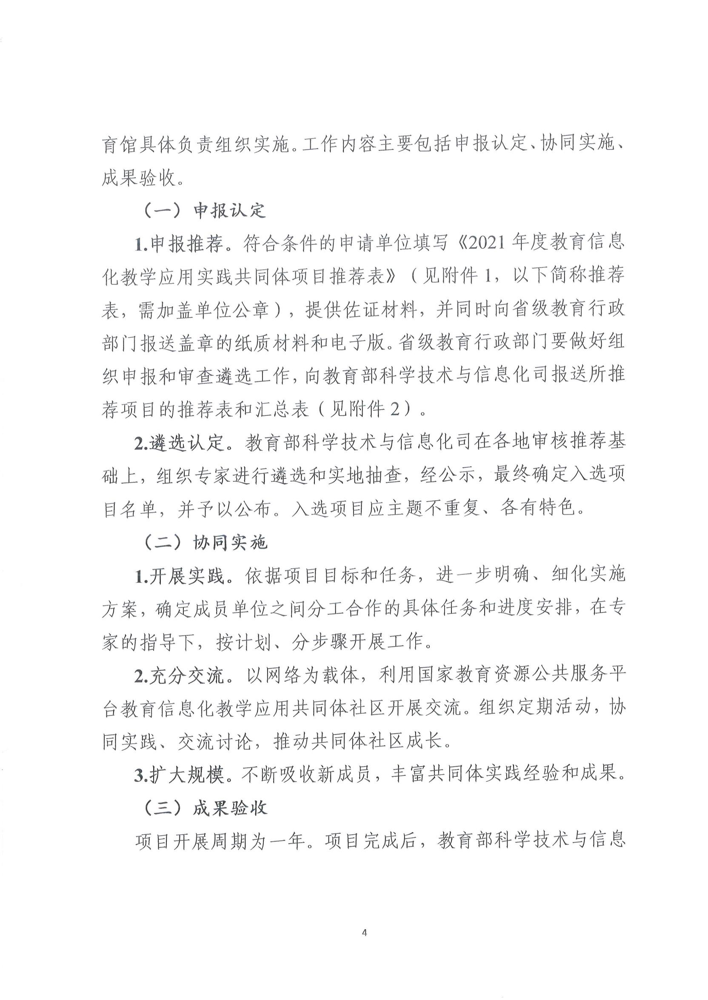 育馆具体负责组织实施。工作内容主要包括申报认定、协同实施、
成果验收。
（一）申报认定
1.申报推荐。符合条件的申请单位填写《2021 年度教育信息
化教学应用实践共同体项目推荐表》（见附件 1，以下简称推荐
表，需加盖单位公章），提供佐证材料，并同时向省级教育行政
部门报送盖章的纸质材料和电子版。省级教育行政部门要做好组
织申报和审查遴选工作，向教育部科学技术与信息化司报送所推
荐项目的推荐表和汇总表（见附件 2）。
2.遴选认定。教育部科学技术与信息化司在各地审核推荐基
础上，组织专家进行遴选和实地抽查，经公示，最终确定入选项
目名单，并予以公布。入选项目应主题不重复、各有特色。
（二）协同实施
1.开展实践。依据项目目标和任务，进一步明确、细化实施
方案，确定成员单位之间分工合作的具体任务和进度安排，在专
家的指导下，按计划、分步骤开展工作。
2.充分交流。以网络为载体，利用国家教育资源公共服务平
台教育信息化教学应用共同体社区开展交流。组织定期活动，协
同实践、交流讨论，推动共同体社区成长。
3.扩大规模。不断吸收新成员，丰富共同体实践经验和成果。
（三）成果验收
项目开展周期为一年。项目完成后，教育部科学技术与信息
4